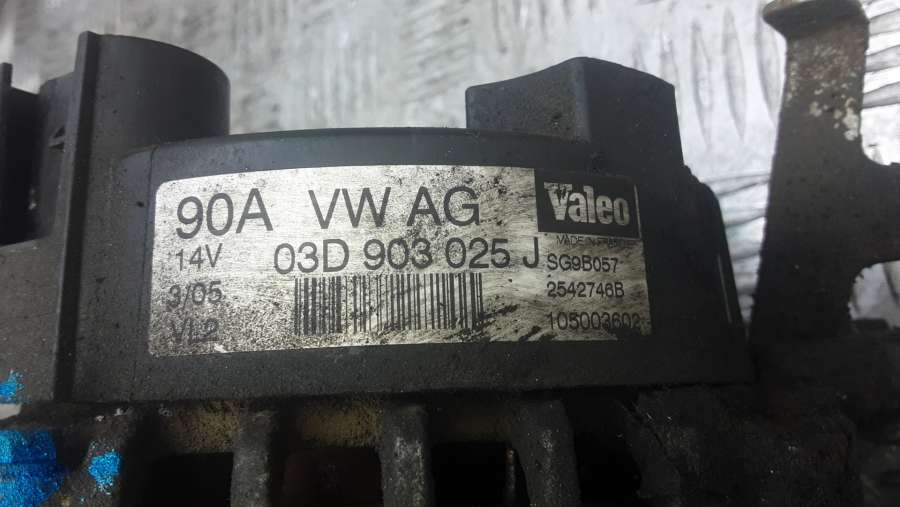 90A VW AG Valeo
14V 03D 903 025 J MADE IN FRANCE
3/05 SG9B057
VL2 2542746B
105003602